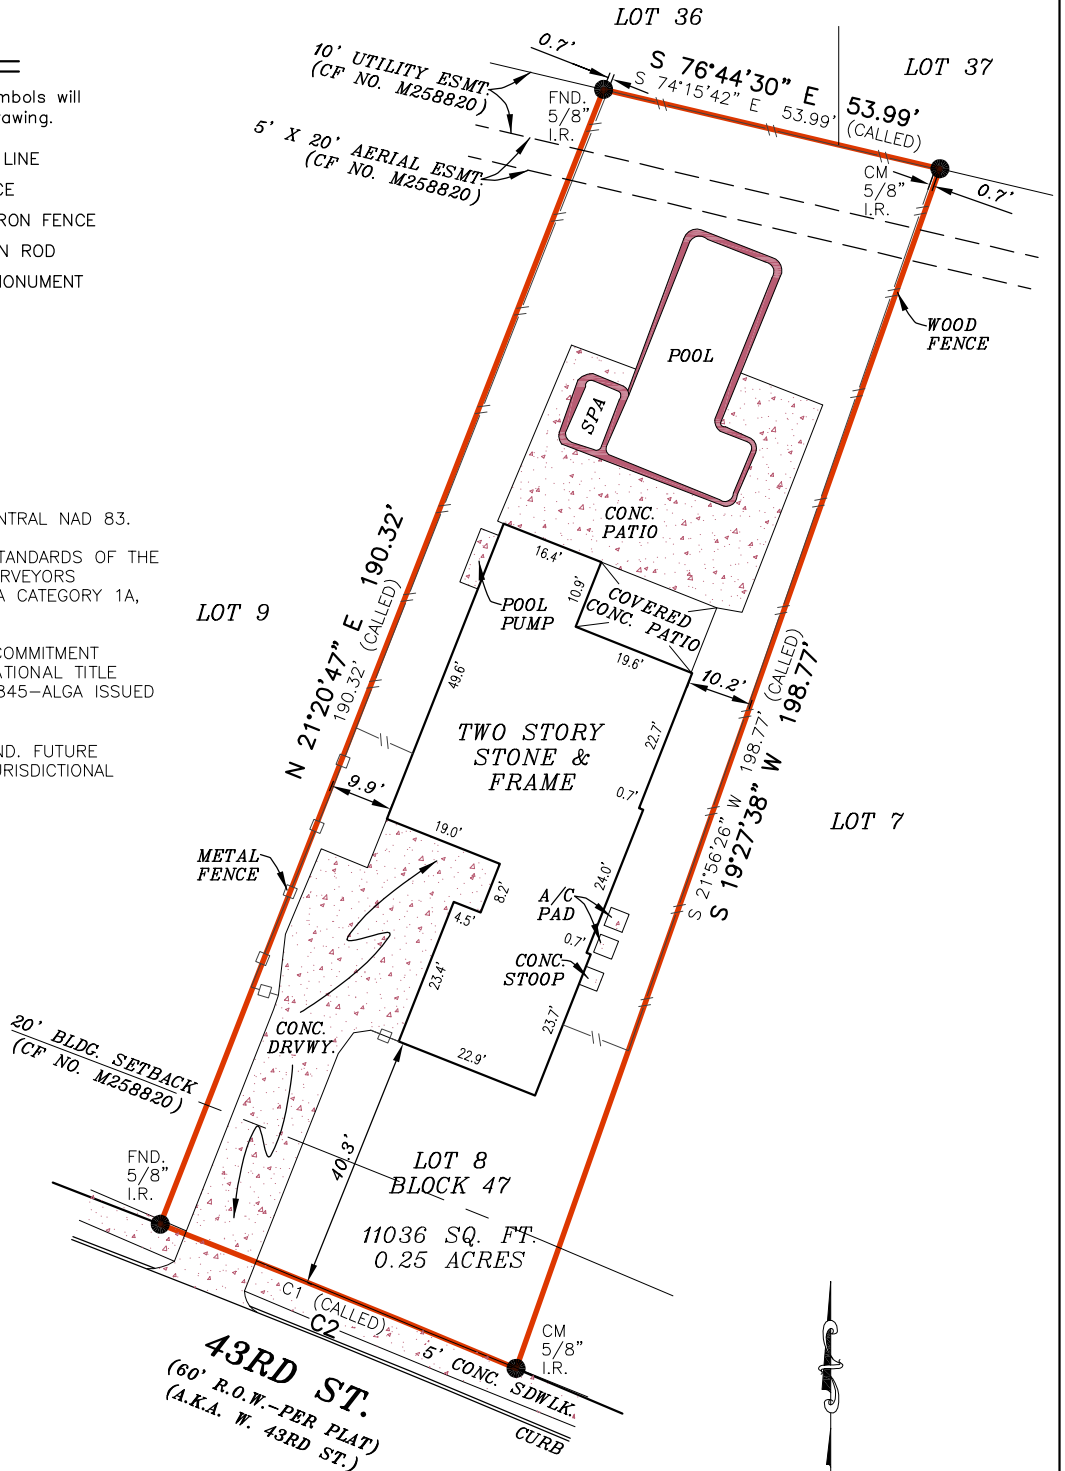 LOT 36
LOT 37
0.7'
10' UTILITY ESMT.
(CF NO. M258820)
S 76°44'30" E 53.99'
S 74°15'42" E 53.99' (CALLED)
FND.
5/8"
I.R.
5' X 20' AERIAL ESMT.
(CF NO. M258820)
CM
5/8"
I.R.
0.7'
mbols will
rawing.
LINE
CE
RON FENCE
N ROD
MONUMENT
WOOD
FENCE
POOL
SPA
CONC.
PATIO
NTRAL NAD 83.
STANDARDS OF THE
RVEYORS
A CATEGORY 1A,
COMMITMENT
ATIONAL TITLE
845-ALGA ISSUED
ND. FUTURE
URISDICTIONAL
LOT 9
N 21°20'47" E 190.32'
190.32' (CALLED)
16.4'
10.9'
POOL
PUMP
COVERED
CONC. PATIO
19.6'
49.6'
10.2'
S 21°56'26" W 198.77' (CALLED)
S 19°27'38" W 198.77'
TWO STORY
STONE &
FRAME
22.7'
0.7'
9.9'
19.0'
LOT 7
METAL
FENCE
8.2'
4.5'
24.0'
A/C
PAD
0.7'
CONC.
STOOP
23.4'
23.7'
CONC.
DRVWY.
22.9'
20' BLDG. SETBACK
(CF NO. M258820)
40.3'
FND.
5/8"
I.R.
LOT 8
BLOCK 47
11036 SQ. FT.
0.25 ACRES
C1 (CALLED)
C2
CM
5/8"
I.R.
5' CONC. SDWLK.
43RD ST.
(60' R.O.W.-PER PLAT)
(A.K.A. W. 43RD ST.)
CURB